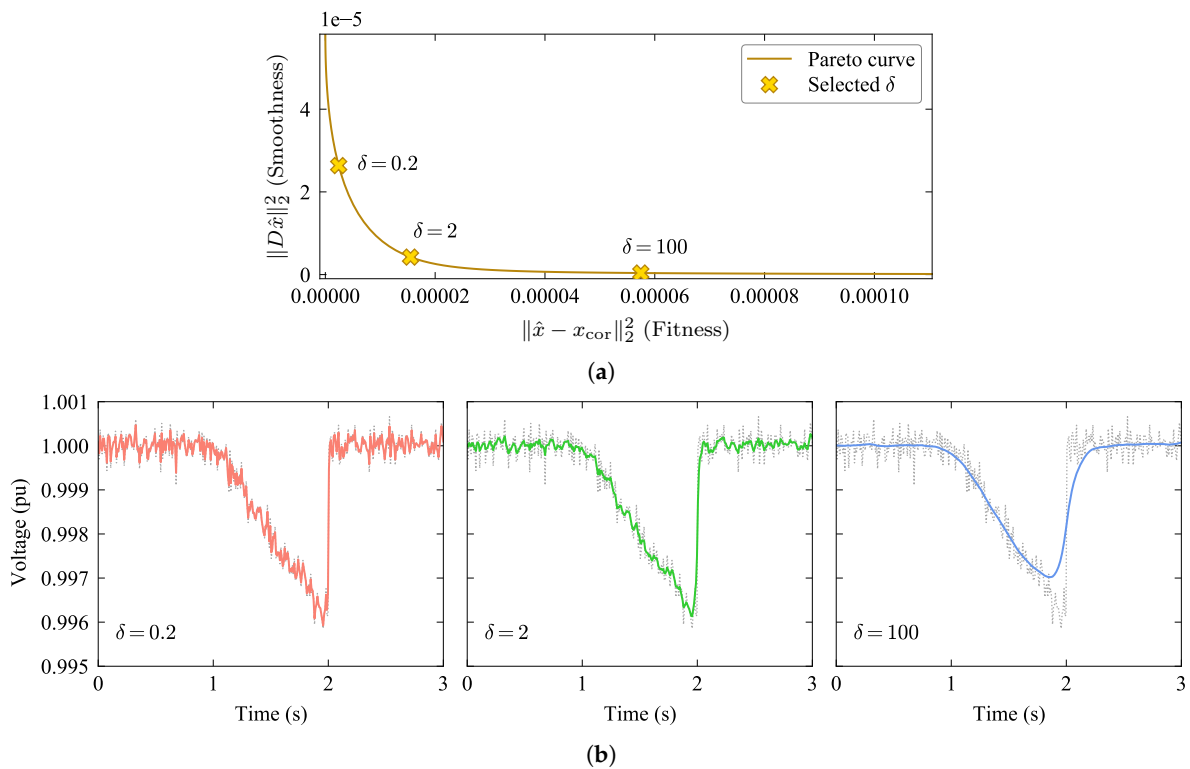 1e−5
‖Dx̂‖₂² (Smoothness)
4
2
0
Pareto curve
Selected δ
δ = 0.2
δ = 2
δ = 100
0.00000 0.00002 0.00004 0.00006 0.00008 0.00010
‖x̂ − x_cor‖₂² (Fitness)
(a)
Voltage (pu)
1.001
1.000
0.999
0.998
0.997
0.996
0.995
δ = 0.2
δ = 2
δ = 100
0 1 2 3 0 1 2 3 0 1 2 3
Time (s) Time (s) Time (s)
(b)